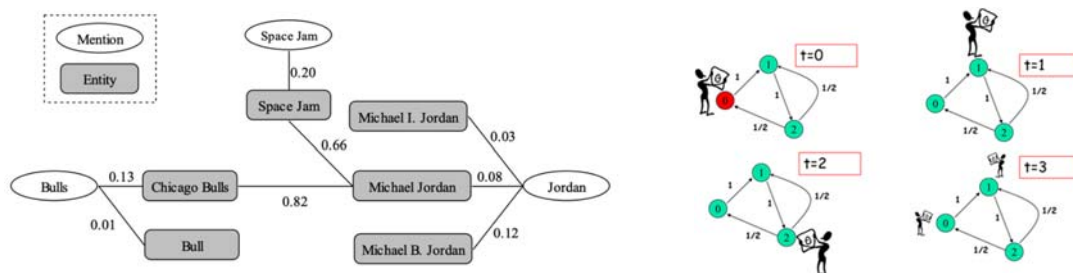 Mention
Entity
Space Jam
0.20
Space Jam
Michael I. Jordan
0.03
0.66
Bulls
0.13
Chicago Bulls
0.82
Michael Jordan
0.08
Jordan
0.01
Bull
Michael B. Jordan
0.12
t=0
0
1
1
1
1/2
1/2
2
t=1
0
1
1
1
1/2
1/2
2
t=2
0
1
1
1
1/2
1/2
2
t=3
0
1
1
1
1/2
1/2
2